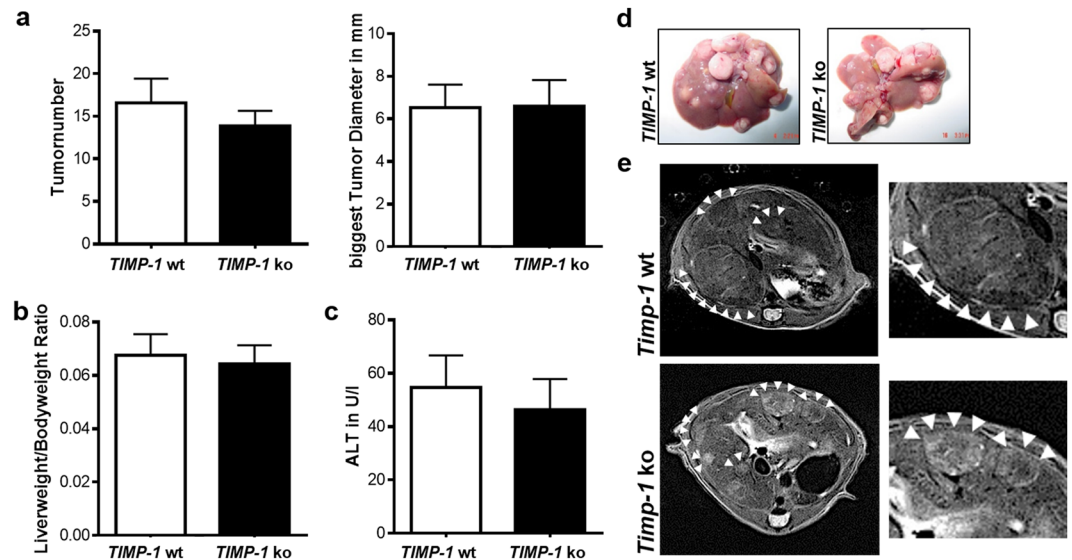 a
Tumornumber
25
20
15
10
5
0
TIMP-1 wt
TIMP-1 ko
biggest Tumor Diameter in mm
10
8
6
4
2
0
TIMP-1 wt
TIMP-1 ko
b
Liverweight/Bodyweight Ratio
0.08
0.06
0.04
0.02
0.00
TIMP-1 wt
TIMP-1 ko
c
ALT in U/l
80
60
40
20
0
TIMP-1 wt
TIMP-1 ko
d
TIMP-1 wt
TIMP-1 ko
e
Timp-1 wt
Timp-1 ko